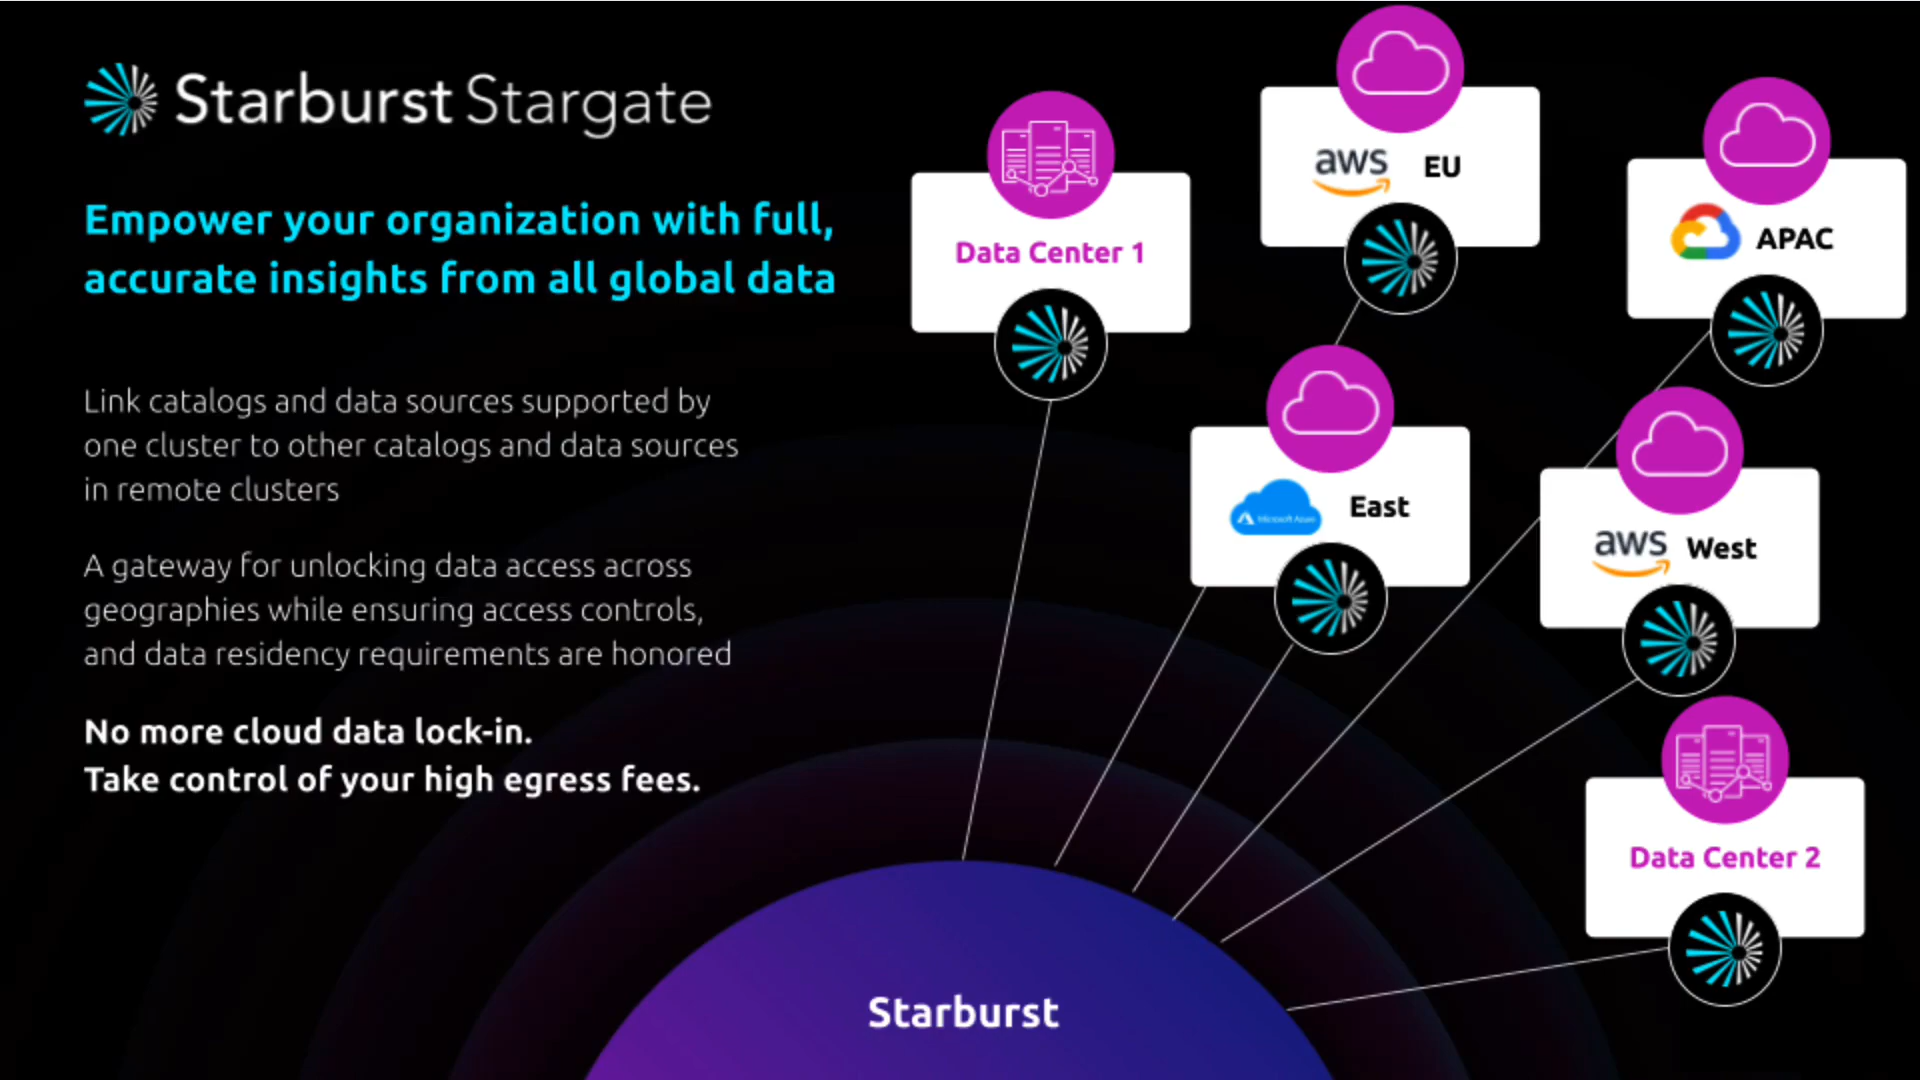 Starburst Stargate
Empower your organization with full,
accurate insights from all global data
Link catalogs and data sources supported by
one cluster to other catalogs and data sources
in remote clusters
A gateway for unlocking data access across
geographies while ensuring access controls,
and data residency requirements are honored
No more cloud data lock-in.
Take control of your high egress fees.
Data Center 1
aws EU
APAC
Microsoft Azure East
aws West
Data Center 2
Starburst